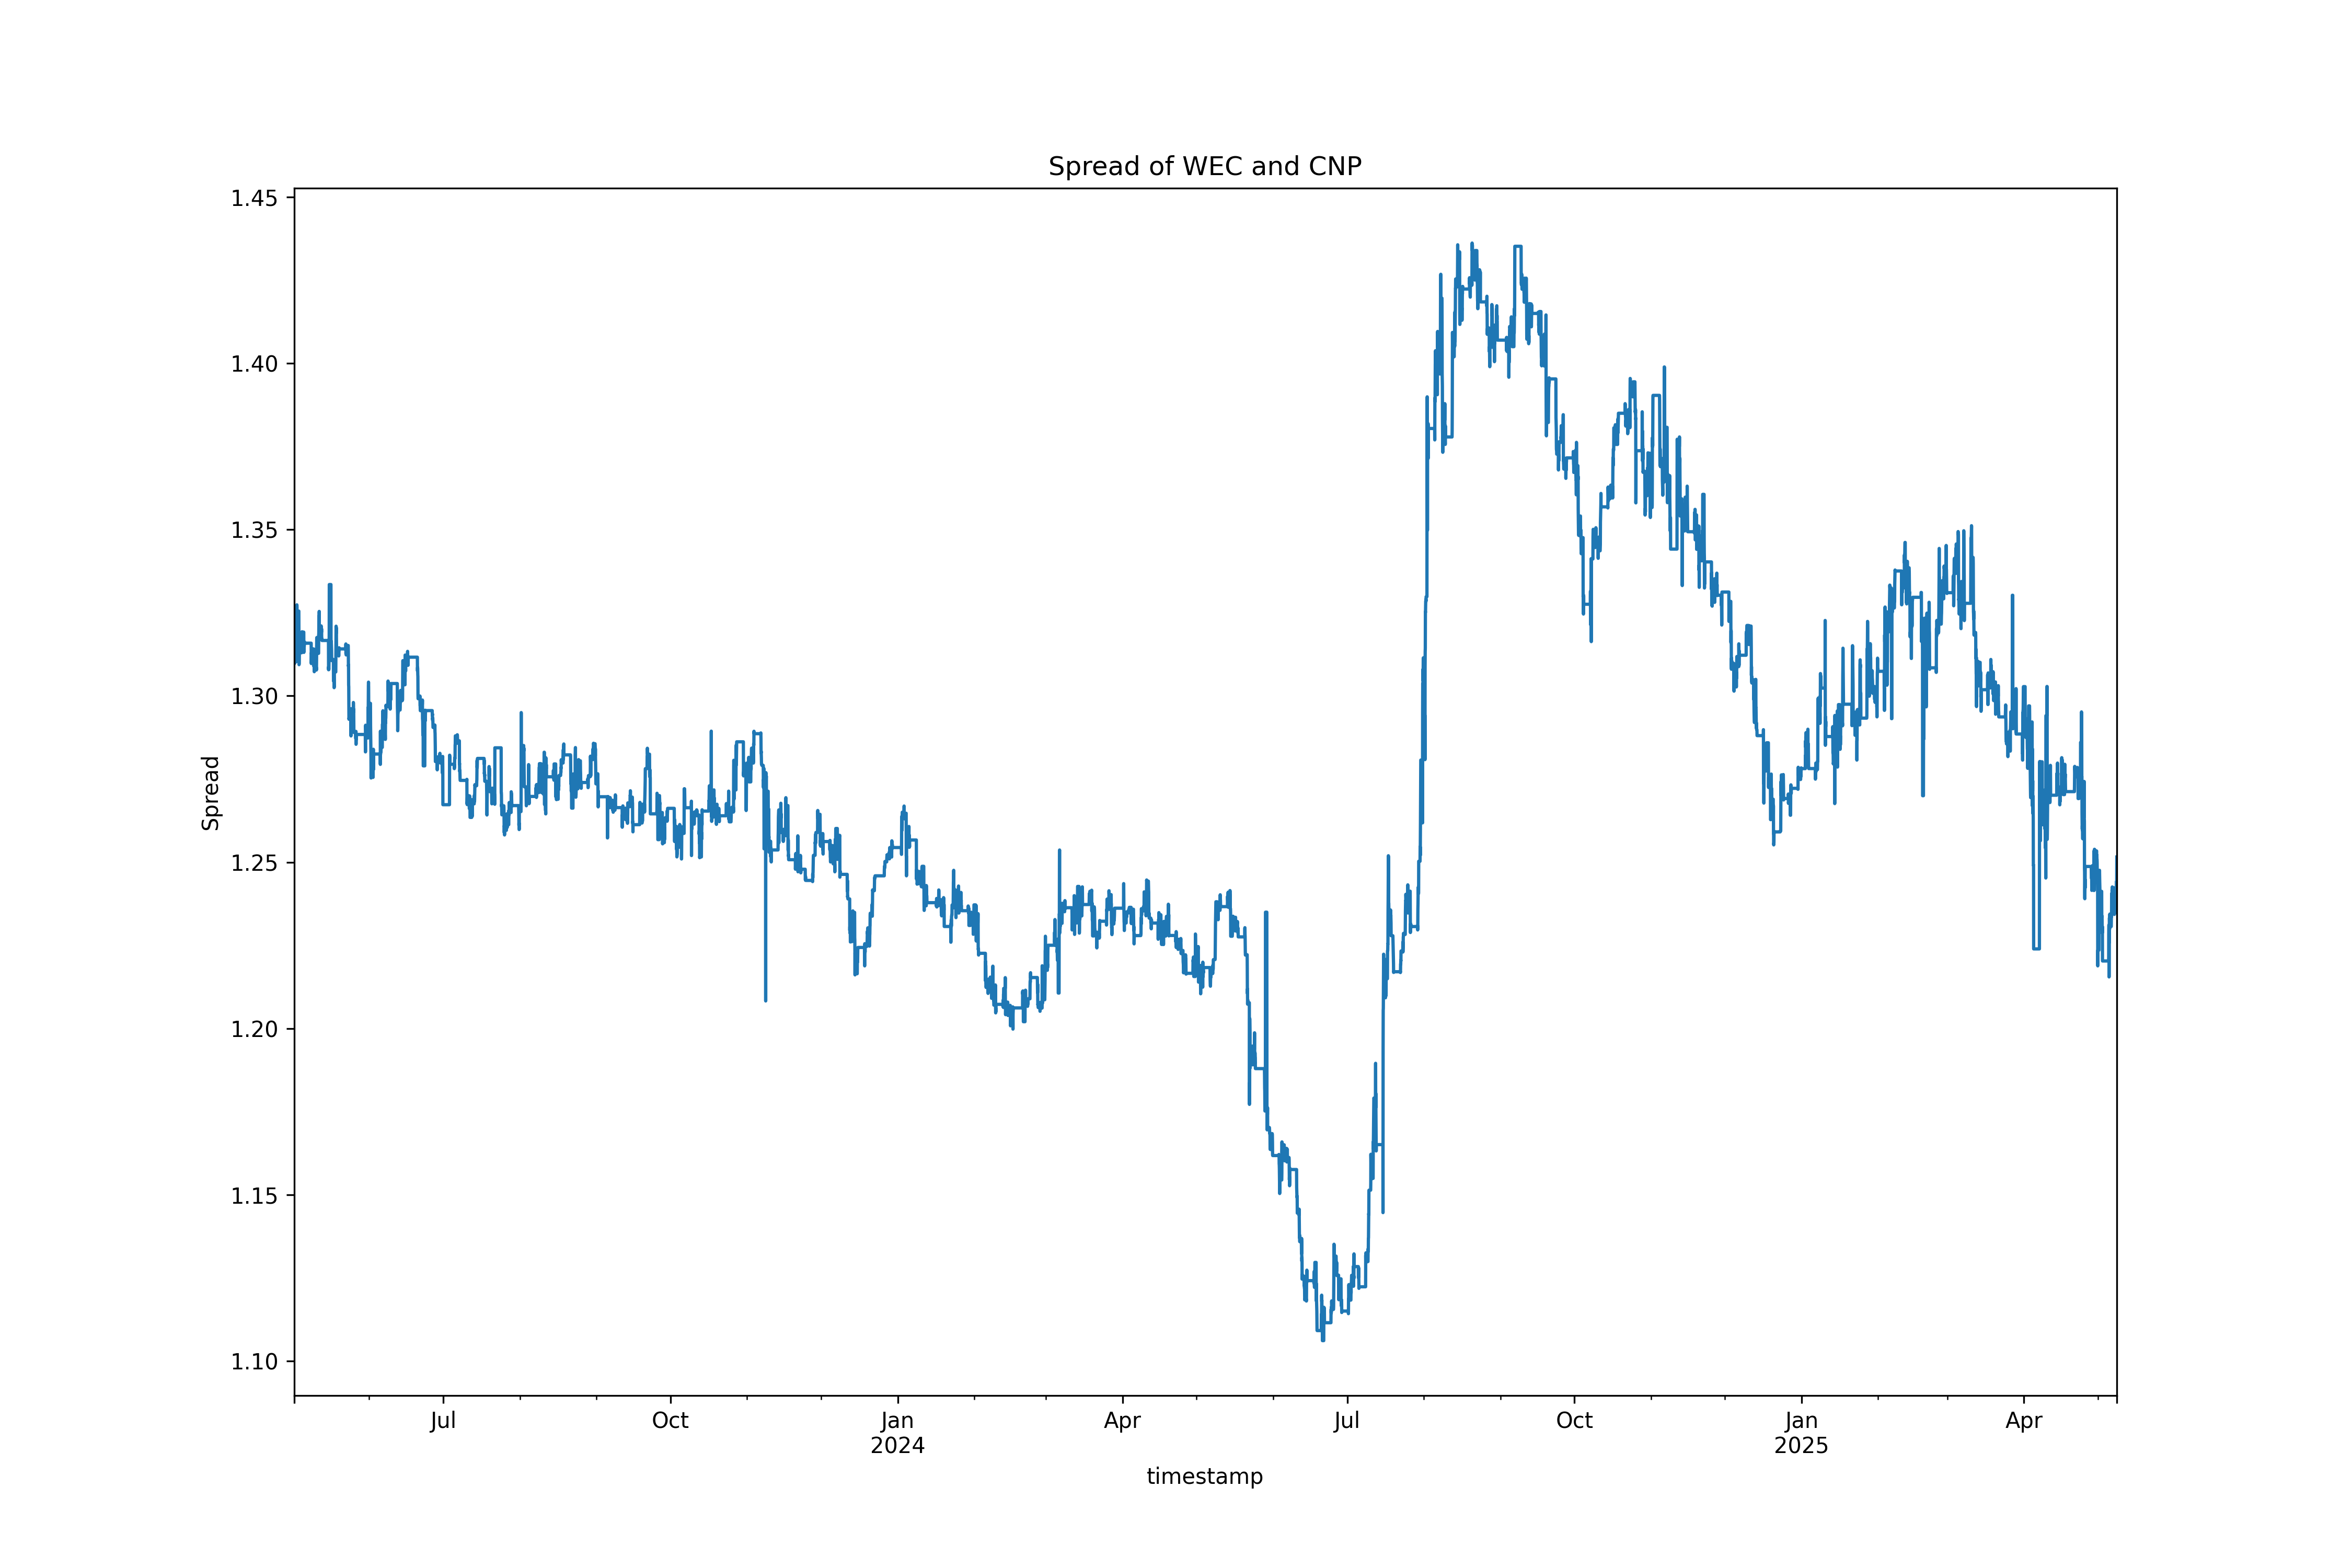 Spread of WEC and CNP
1.45
1.40
1.35
1.30
1.25
1.20
1.15
1.10
Spread
Jul
Oct
Jan
2024
Apr
Jul
Oct
Jan
2025
Apr
timestamp